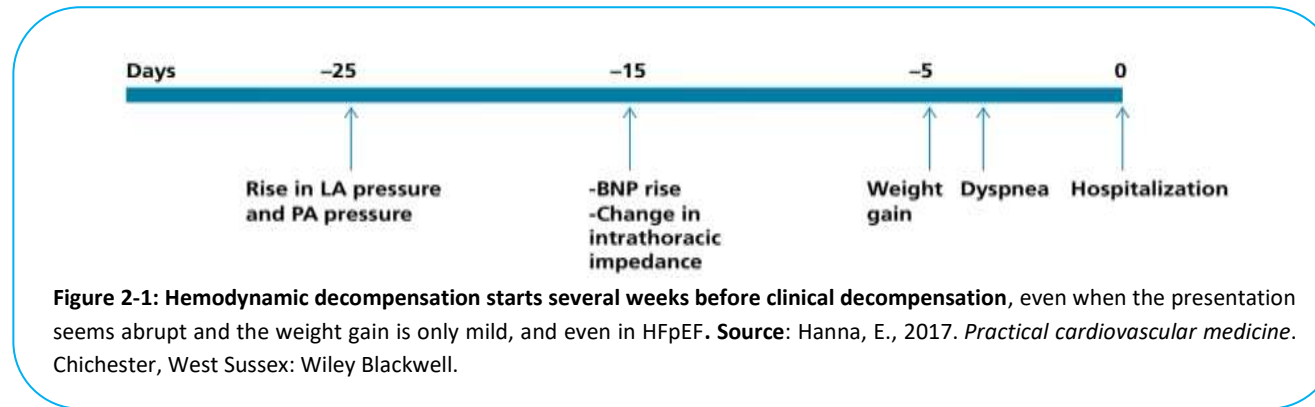 Days –25 –15 –5 0
Rise in LA pressure
and PA pressure
-BNP rise
-Change in
intrathoracic
impedance
Weight
gain
Dyspnea
Hospitalization
Figure 2-1: Hemodynamic decompensation starts several weeks before clinical decompensation, even when the presentation
seems abrupt and the weight gain is only mild, and even in HFpEF. Source: Hanna, E., 2017. Practical cardiovascular medicine.
Chichester, West Sussex: Wiley Blackwell.